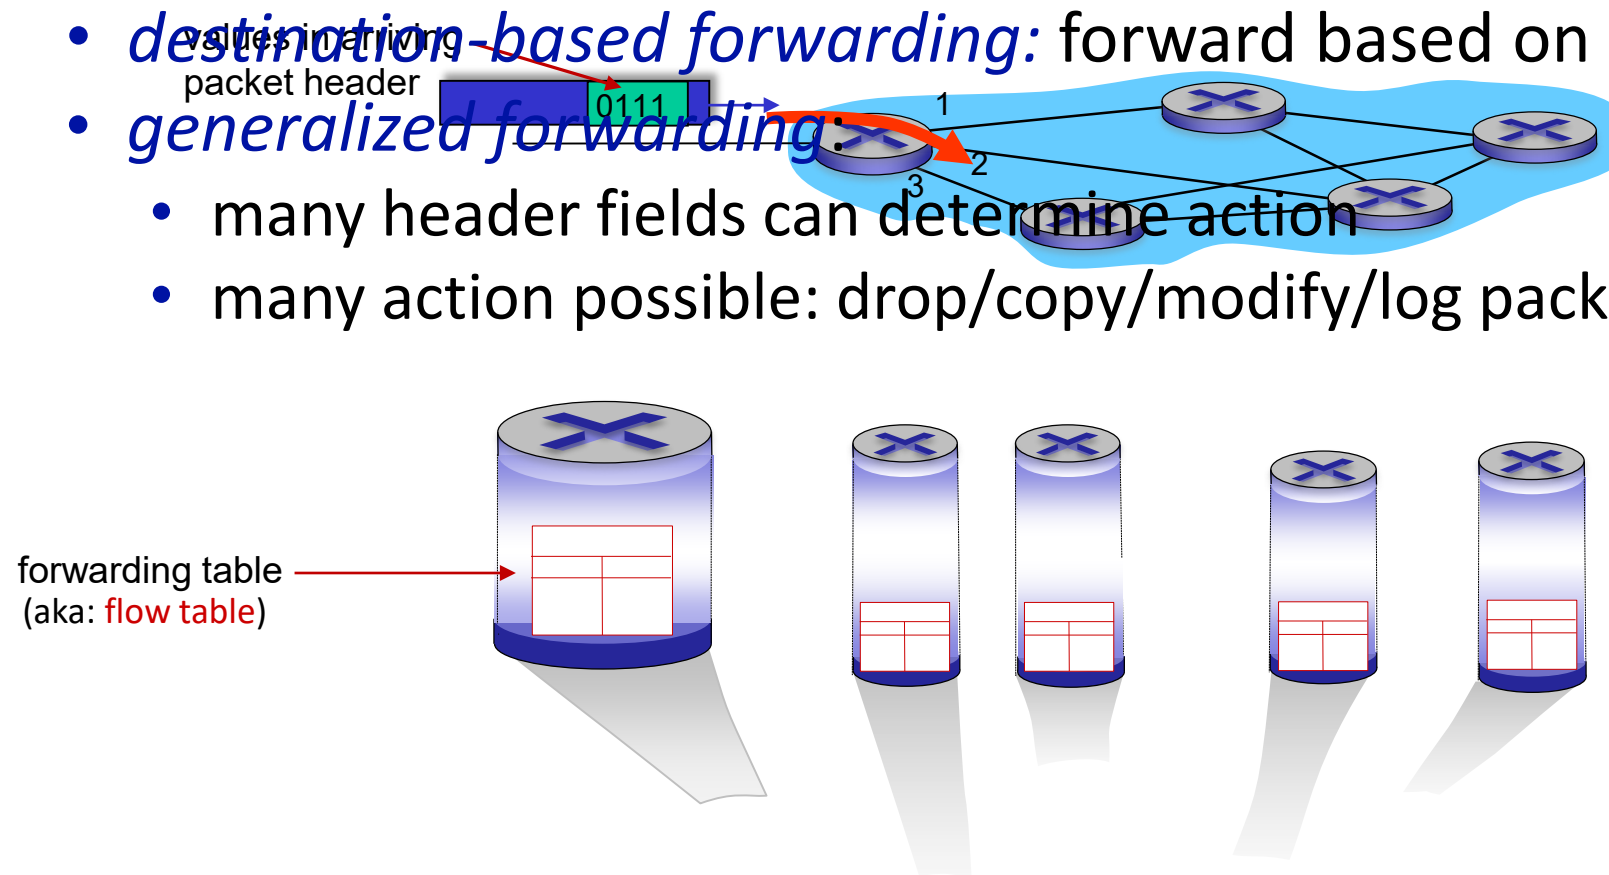 • destination-based forwarding: forward based on
values in arriving
packet header
0111
• generalized forwarding:
1
2
3
• many header fields can determine action
• many action possible: drop/copy/modify/log pack
forwarding table
(aka: flow table)